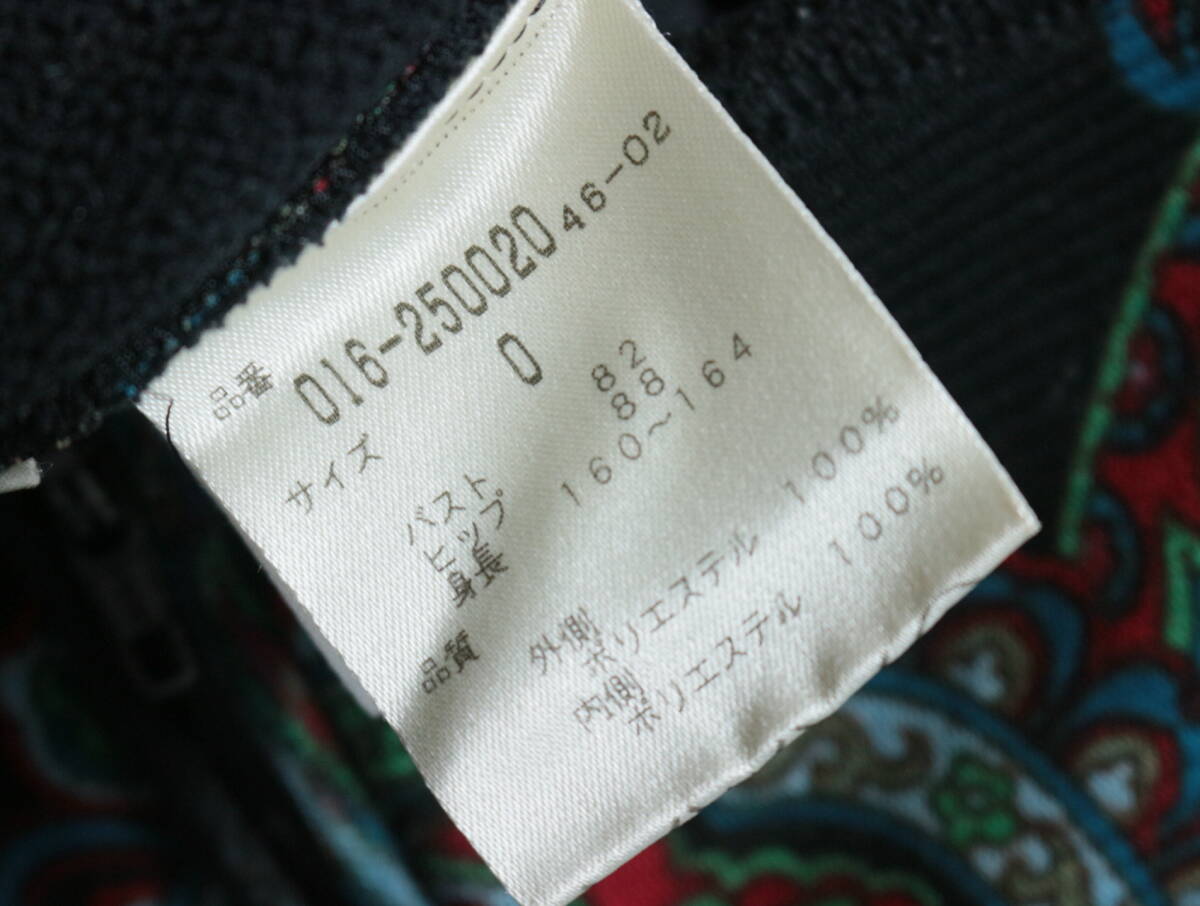 品番 016-250020 46-02
サイズ 0
バスト 82
ヒップ 88
身長 160〜164
品質 外側
ポリエステル 100%
内側
ポリエステル 100%